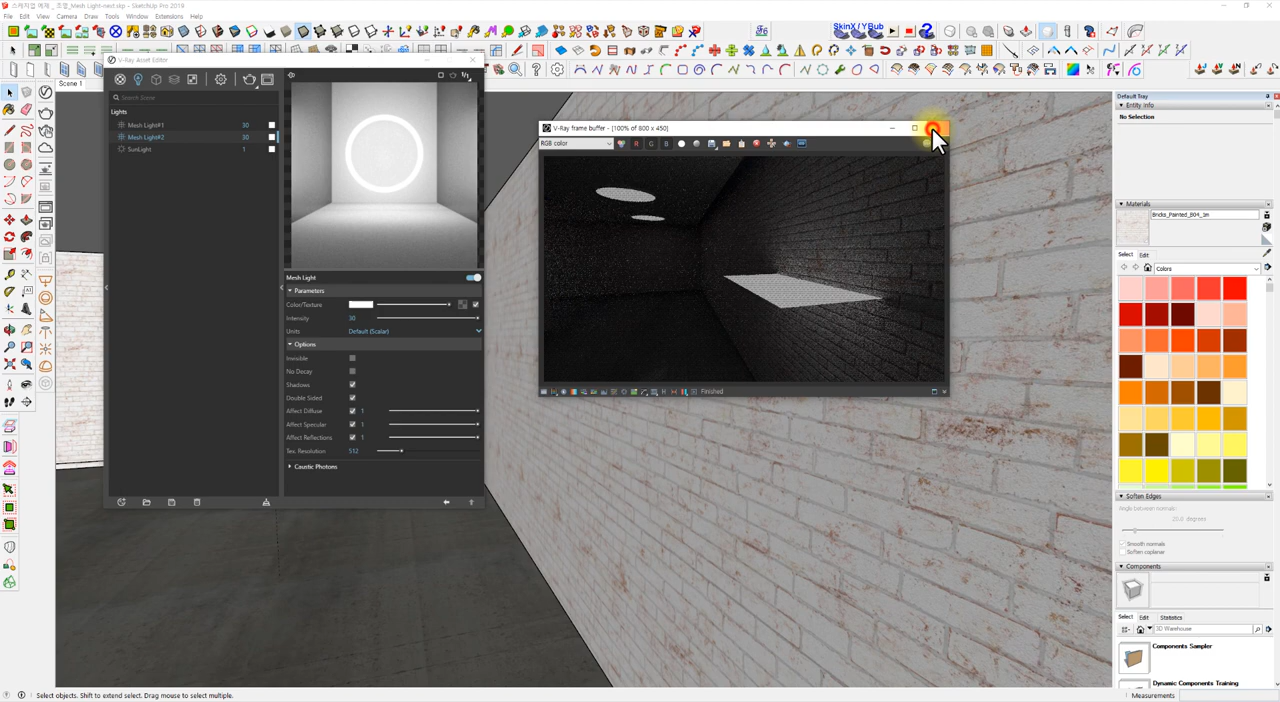 스케치업 예제 _ 조명_Mesh Light-next.skp - SketchUp Pro 2018
File Edit View Camera Draw Tools Window Extensions Help
SkinX/YBub
Scene 1
V-Ray Asset Editor
Search Scene
Lights
Mesh Light#1 30
Mesh Light#2 30
SunLight 1
Mesh Light
Parameters
Color/Texture
Intensity 30
Units Default (Scalar)
Options
Invisible
No Decay
Shadows
Double Sided
Affect Diffuse 1
Affect Specular 1
Affect Reflections 1
Tex. Resolution 512
Caustic Photons
V-Ray frame buffer - [100% of 800 x 450]
RGB color R G B
Finished
Default Tray
Entity Info
No Selection
Materials
Bricks_Painted_B04_1m
Select Edit
Colors
Soften Edges
Angle between normals:
20.0 degrees
Smooth normals
Soften coplanar
Components
Select Edit Statistics
3D Warehouse
Components Sampler
Dynamic Components Training
Select objects. Shift to extend select. Drag mouse to select multiple.
Measurements